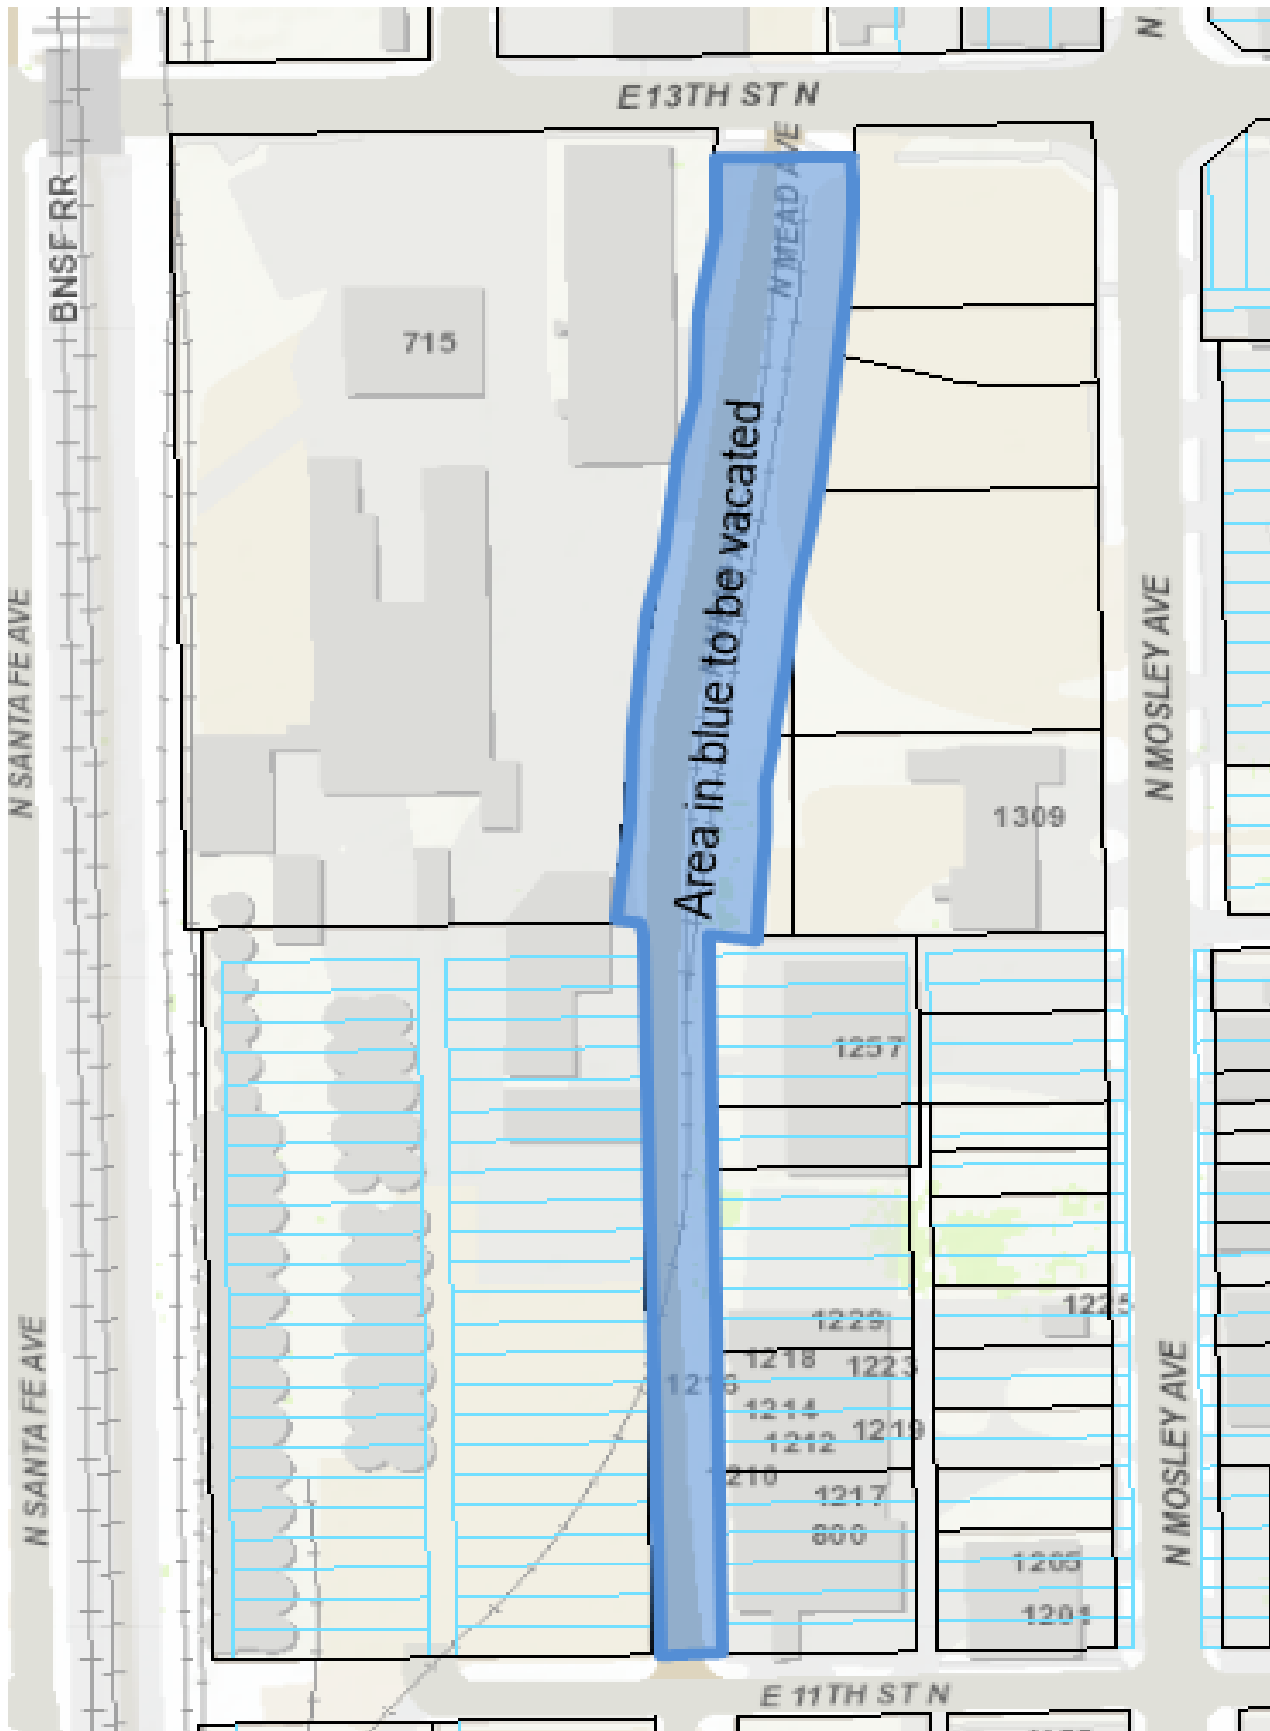 N
E 13TH ST N
N MEAD AVE
BNSF RR
715
Area in blue to be vacated
N SANTA FE AVE
N MOSLEY AVE
1309
1257
1225
1229
1218
1223
1214
1219
1212
1210
1217
800
1205
1201
N SANTA FE AVE
N MOSLEY AVE
E 11TH ST N